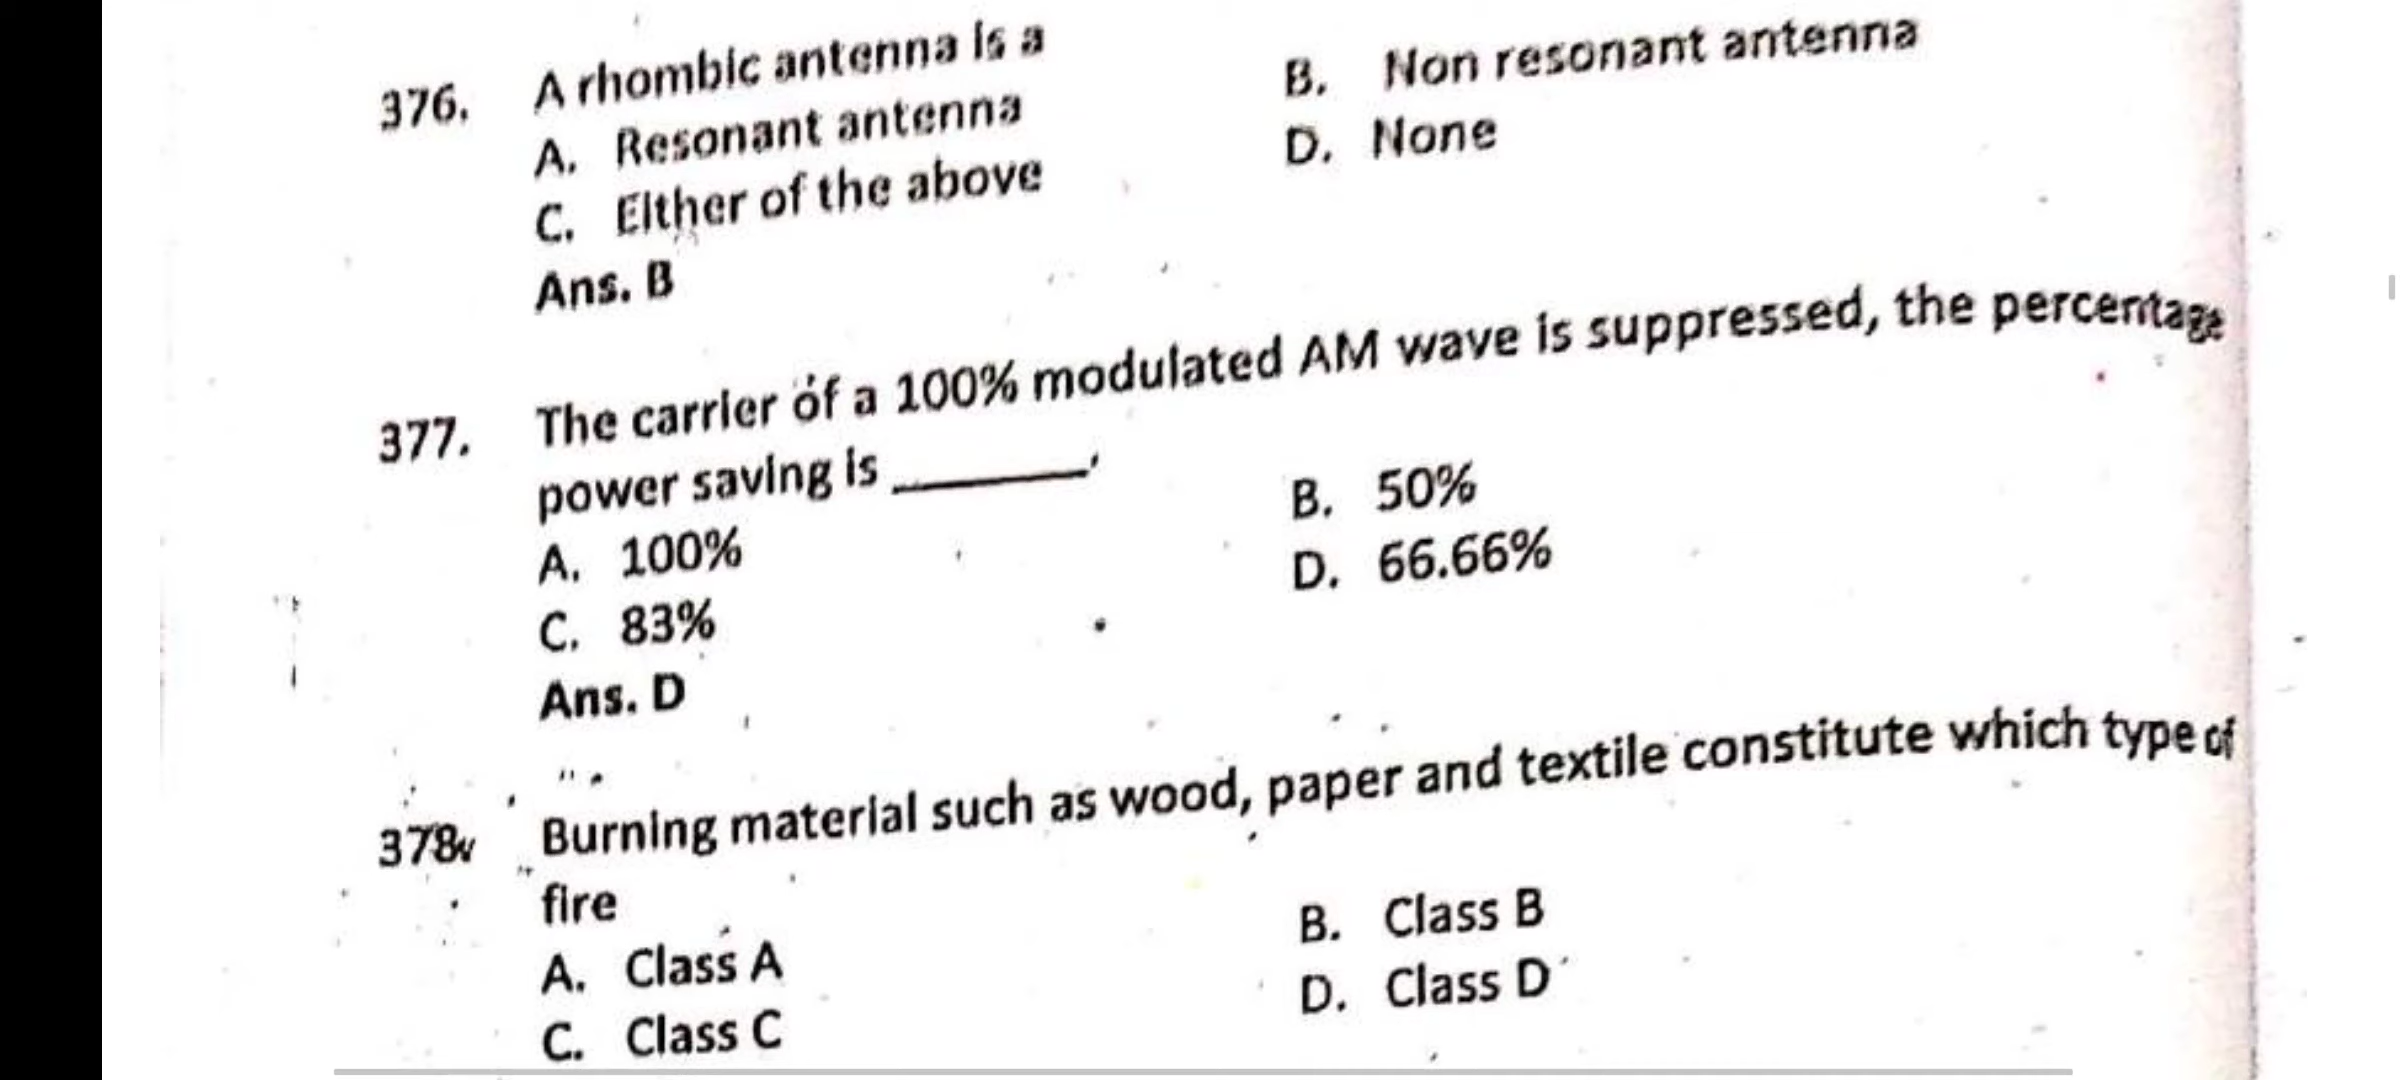 376. A rhombic antenna is a
A. Resonant antenna B. Non resonant antenna
C. Either of the above D. None
Ans. B
377. The carrier of a 100% modulated AM wave is suppressed, the percentage
power saving is ________.
A. 100% B. 50%
C. 83% D. 66.66%
Ans. D
378. Burning material such as wood, paper and textile constitute which type of
fire
A. Class A B. Class B
C. Class C D. Class D